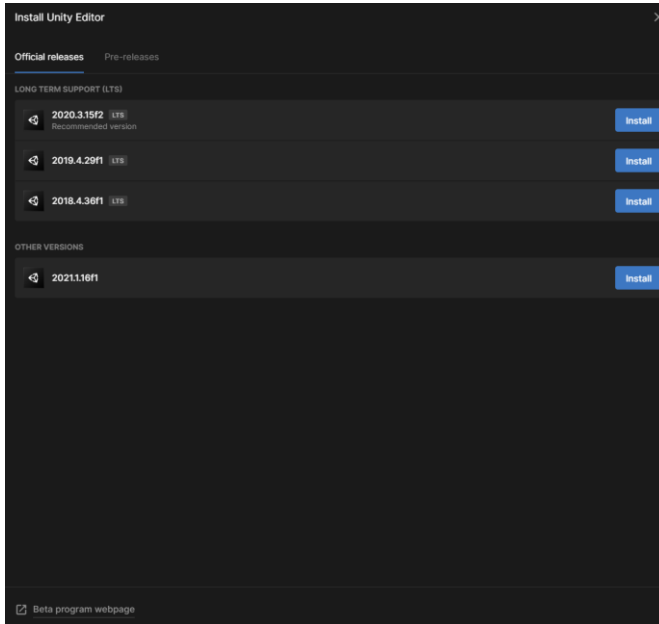 Install Unity Editor
Official releases Pre-releases
LONG TERM SUPPORT (LTS)
2020.3.15f2 LTS
Recommended version
Install
2019.4.29f1 LTS
Install
2018.4.36f1 LTS
Install
OTHER VERSIONS
2021.1.16f1
Install
Beta program webpage